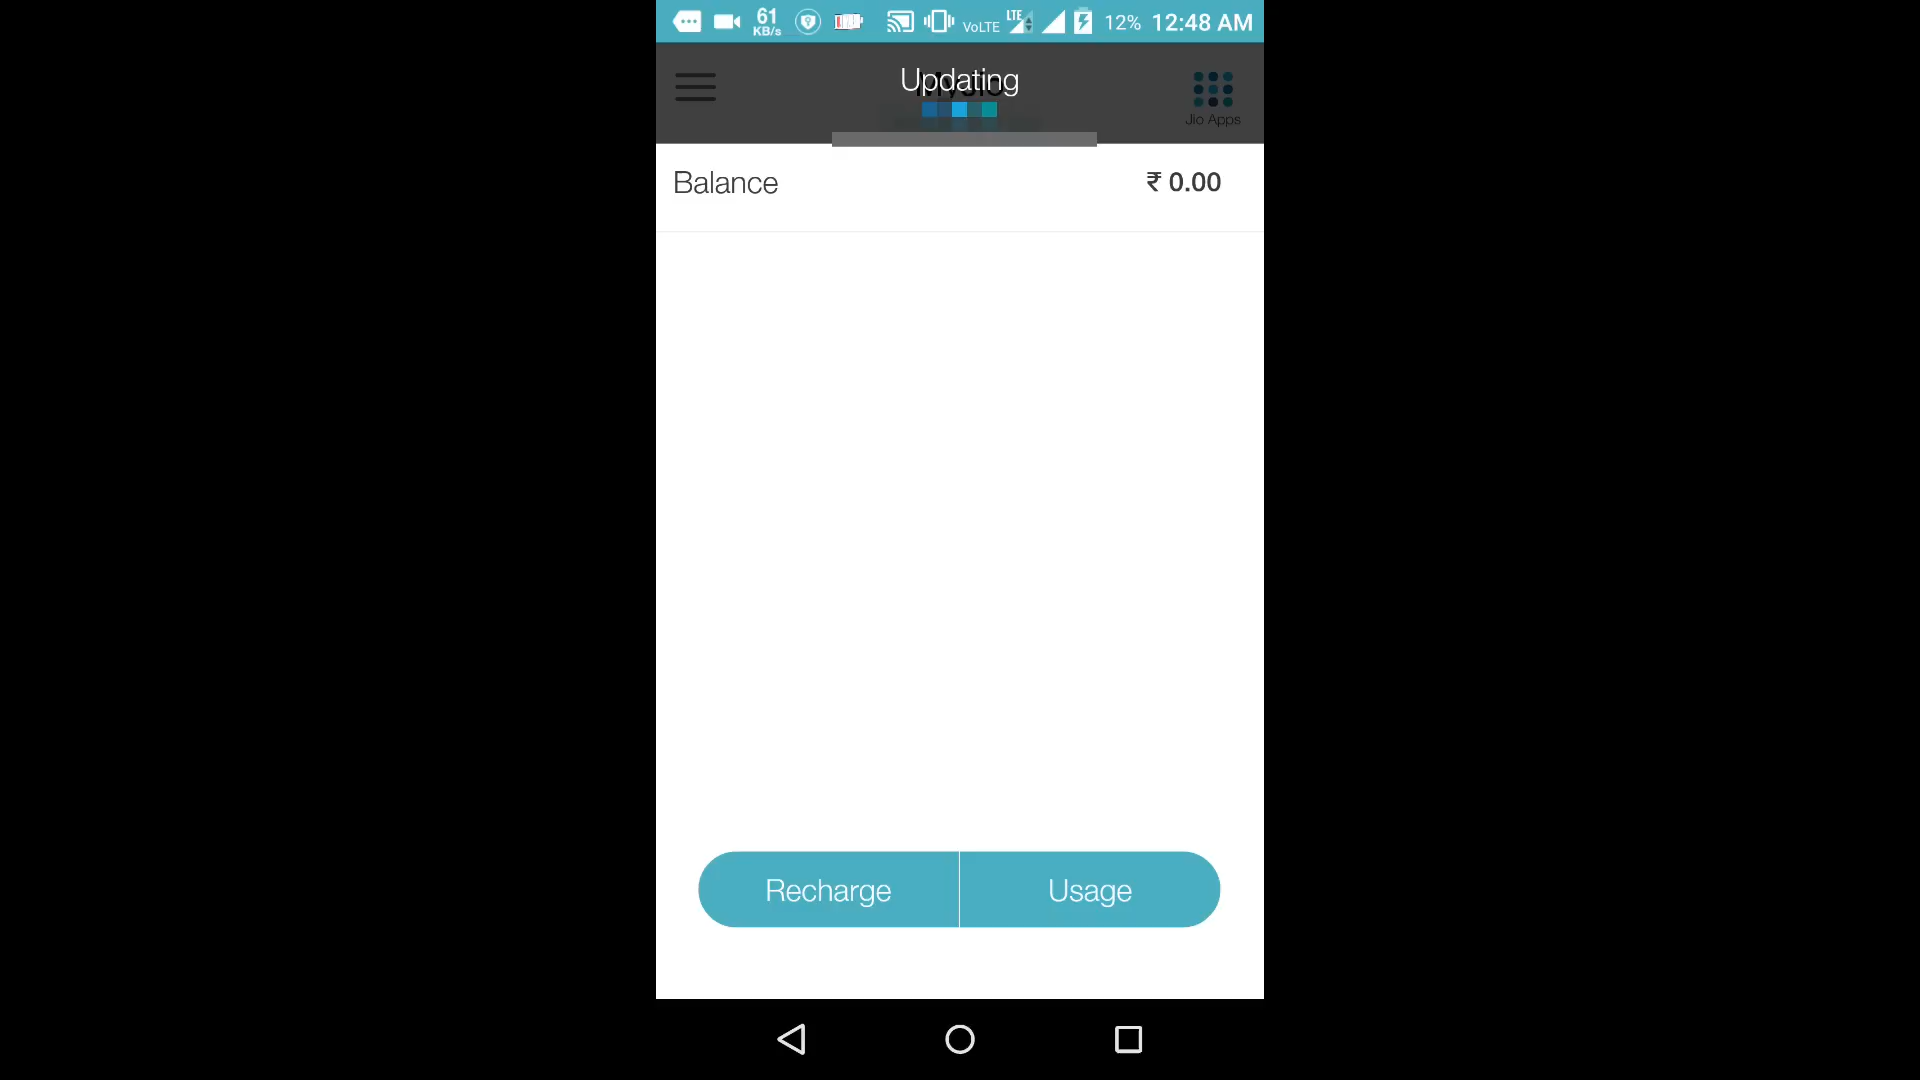 61
KB/s
VoLTE
LTE
12%
12:48 AM
Updating
Jio Apps
Balance
₹ 0.00
Recharge
Usage